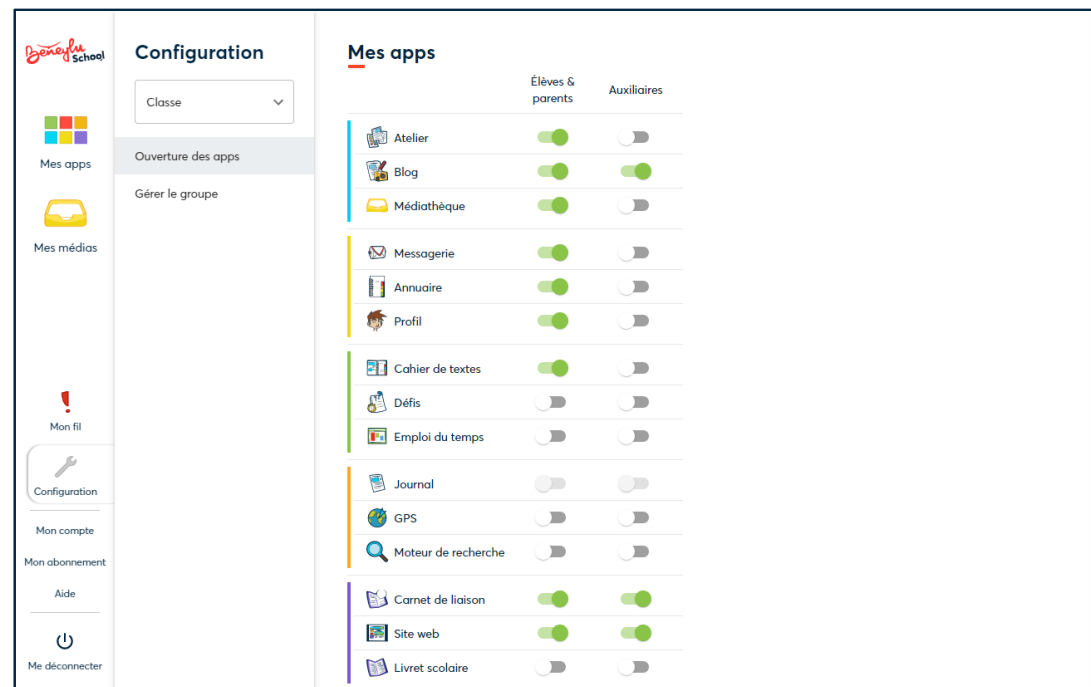 Beneylu School
Mes apps
Mes médias
Mon fil
Configuration
Mon compte
Mon abonnement
Aide
Me déconnecter
Configuration
Classe
Ouverture des apps
Gérer le groupe
Mes apps
Élèves &
parents
Auxiliaires
Atelier
Blog
Médiathèque
Messagerie
Annuaire
Profil
Cahier de textes
Défis
Emploi du temps
Journal
GPS
Moteur de recherche
Carnet de liaison
Site web
Livret scolaire